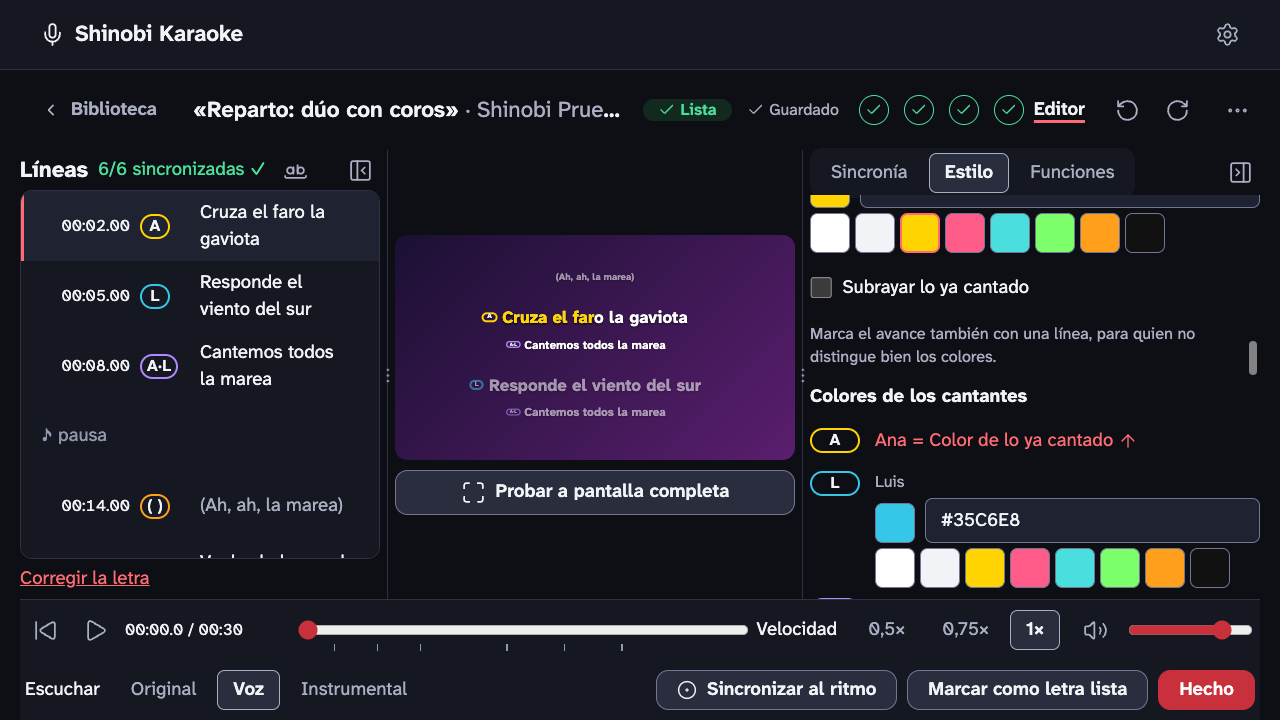 Shinobi Karaoke
Biblioteca
«Reparto: dúo con coros» · Shinobi Prue...
Lista
Guardado
Editor
Líneas 6/6 sincronizadas
ab
Sincronía
Estilo
Funciones
00:02.00 A Cruza el faro la
gaviota
00:05.00 L Responde el
viento del sur
00:08.00 A·L Cantemos todos
la marea
pausa
00:14.00 ( ) (Ah, ah, la marea)
Corregir la letra
(Ah, ah, la marea)
A Cruza el faro la gaviota
A·L Cantemos todos la marea
L Responde el viento del sur
A·L Cantemos todos la marea
Probar a pantalla completa
Subrayar lo ya cantado
Marca el avance también con una línea, para quien no
distingue bien los colores.
Colores de los cantantes
A Ana = Color de lo ya cantado ↑
L Luis
#35C6E8
00:00.0 / 00:30
Velocidad
0,5×
0,75×
1×
Escuchar
Original
Voz
Instrumental
Sincronizar al ritmo
Marcar como letra lista
Hecho